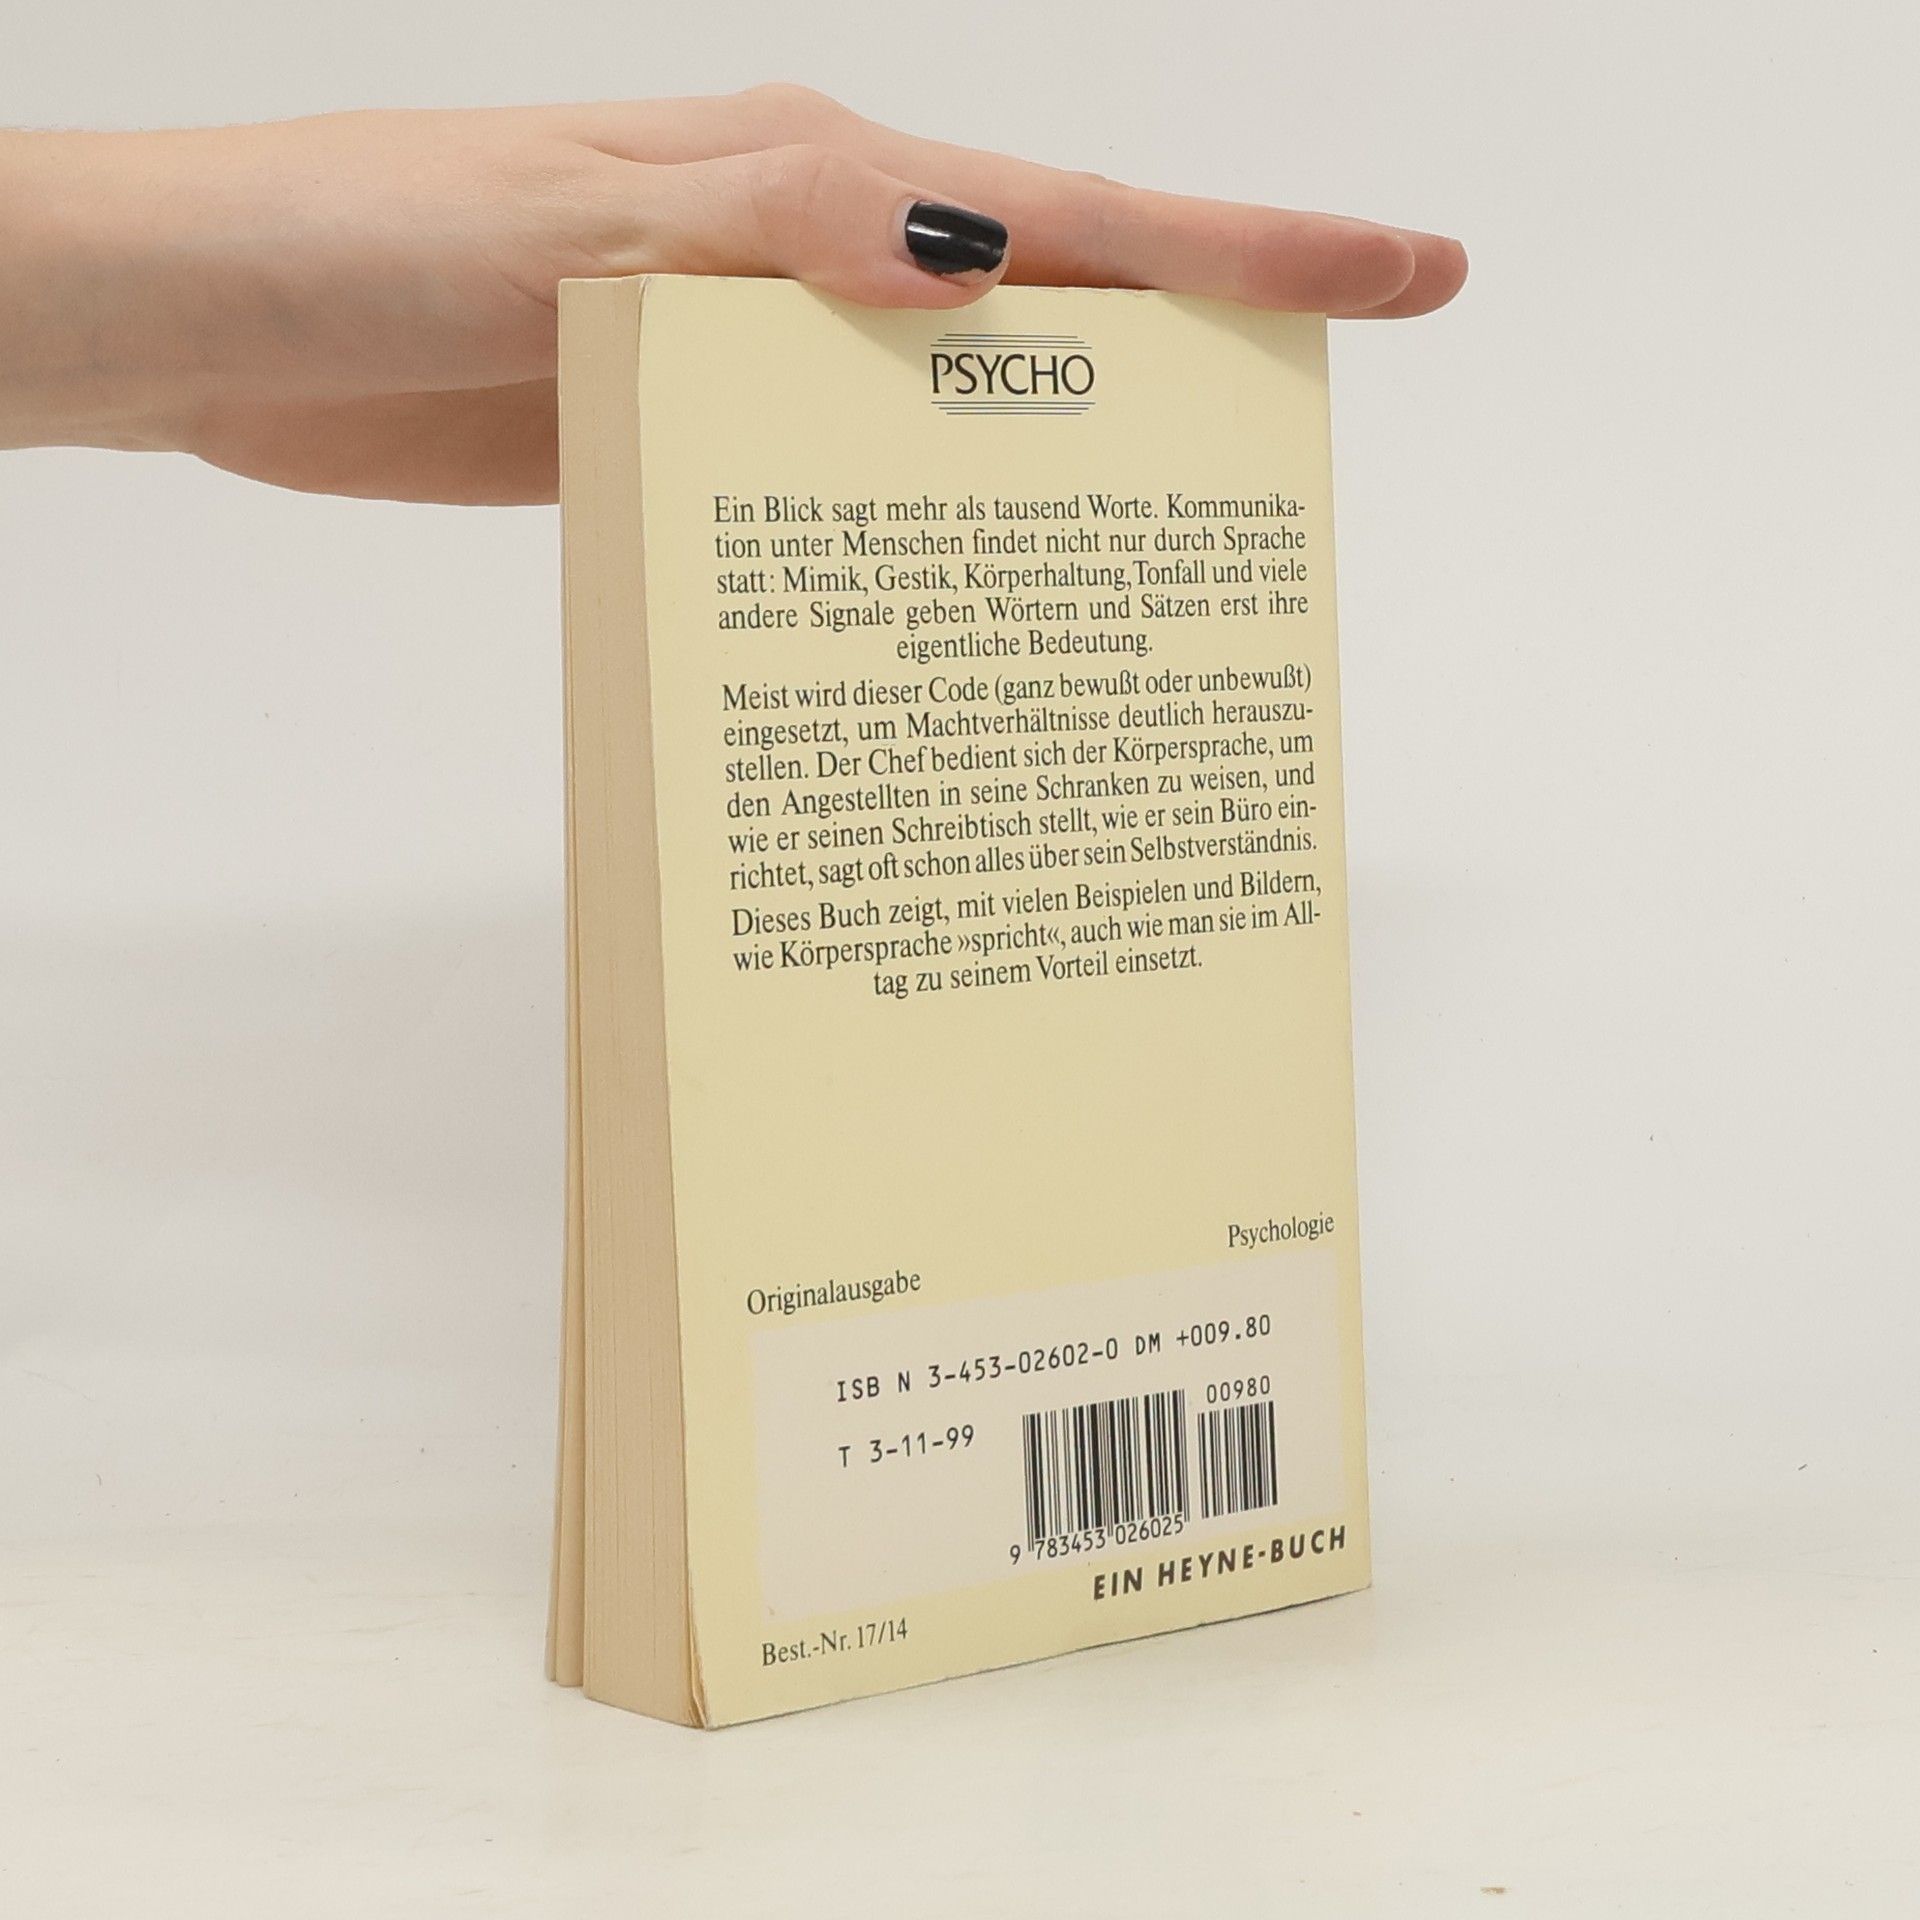 PSYCHO
Ein Blick sagt mehr als tausend Worte. Kommunika-
tion unter Menschen findet nicht nur durch Sprache
statt: Mimik, Gestik, Körperhaltung, Tonfall und viele
andere Signale geben Wörtern und Sätzen erst ihre
eigentliche Bedeutung.
Meist wird dieser Code (ganz bewußt oder unbewußt)
eingesetzt, um Machtverhältnisse deutlich herauszu-
stellen. Der Chef bedient sich der Körpersprache, um
den Angestellten in seine Schranken zu weisen, und
wie er seinen Schreibtisch stellt, wie er sein Büro ein-
richtet, sagt oft schon alles über sein Selbstverständnis.
Dieses Buch zeigt, mit vielen Beispielen und Bildern,
wie Körpersprache »spricht«, auch wie man sie im All-
tag zu seinem Vorteil einsetzt.
Psychologie
Originalausgabe
ISB N 3-453-02602-0 DM +009.80
00980
T 3-11-99
9 783453 026025
EIN HEYNE-BUCH
Best.-Nr. 17/14